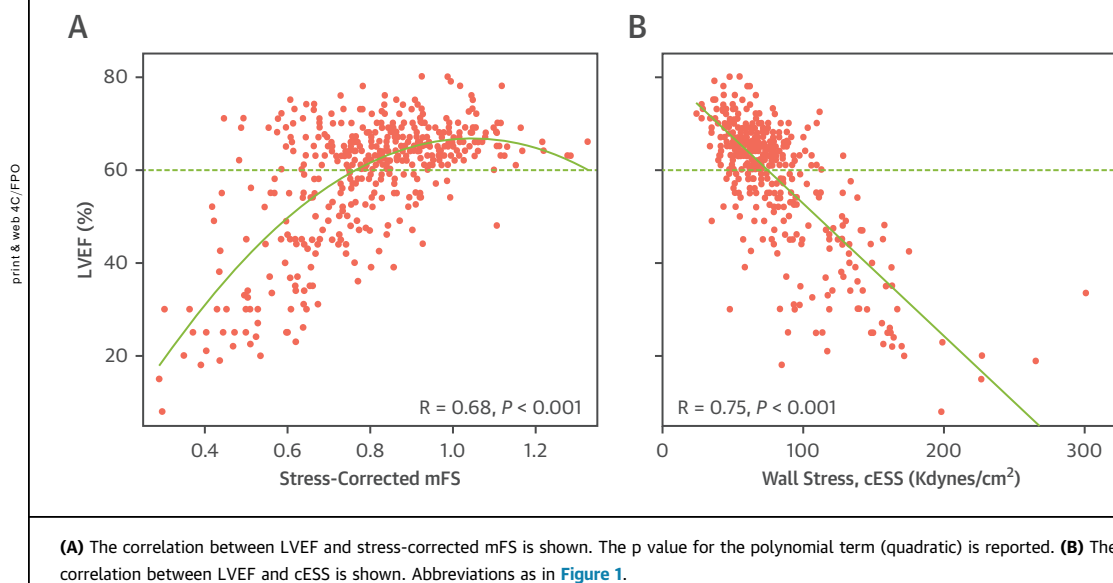 A
B
print & web 4C/FPO
LVEF (%)
80
60
40
20
R = 0.68, P < 0.001
0.4 0.6 0.8 1.0 1.2
Stress-Corrected mFS
R = 0.75, P < 0.001
0 100 200 300
Wall Stress, cESS (Kdynes/cm²)
(A) The correlation between LVEF and stress-corrected mFS is shown. The p value for the polynomial term (quadratic) is reported. (B) The
correlation between LVEF and cESS is shown. Abbreviations as in Figure 1.